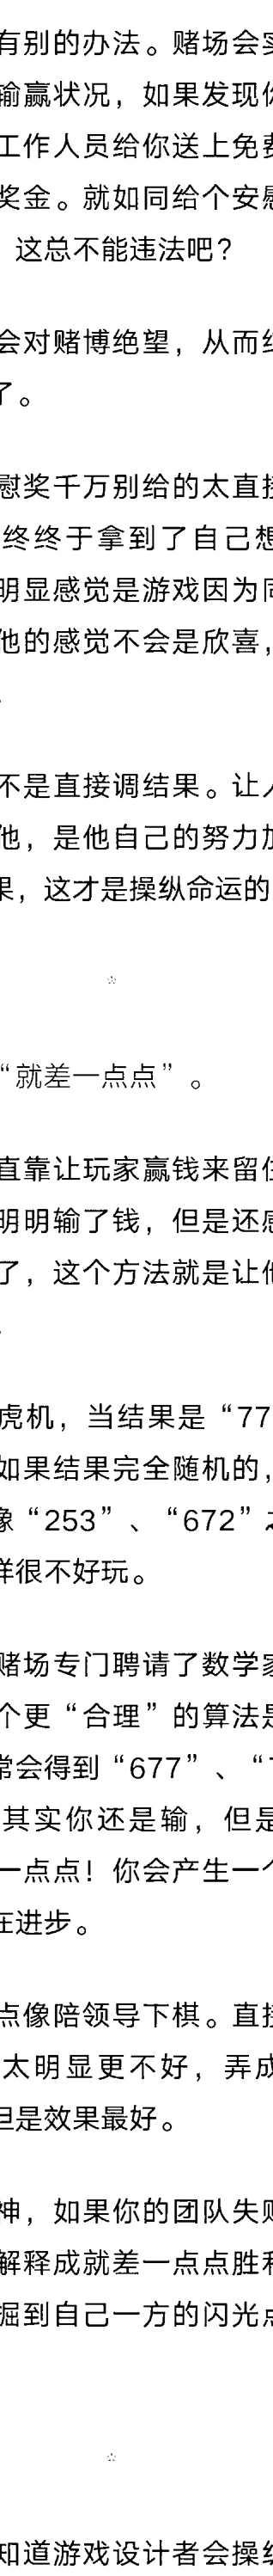 有别的办法。赌场会实
输赢状况，如果发现你
工作人员给你送上免费
奖金。就如同给个安慰
这总不能违法吧？
会对赌博绝望，从而结
了。
慰奖千万别给的太直接
终终于拿到了自己想
明显感觉是游戏因为同
他的感觉不会是欣喜，
不是直接调结果。让人
他，是他自己的努力加
果，这才是操纵命运的
“就差一点点”。
直靠让玩家赢钱来留住
明明输了钱，但是还感
了，这个方法就是让他
虎机，当结果是“77
如果结果完全随机的，
像“253”、“672”之
样很不好玩。
赌场专门聘请了数学家
个更“合理”的算法是
常会得到“677”、“7
其实你还是输，但是
一点点！你会产生一个
在进步。
点像陪领导下棋。直接
太明显更不好，弄成
但是效果最好。
神，如果你的团队失败
解释成就差一点点胜利
掘到自己一方的闪光点
知道游戏设计者会操纵